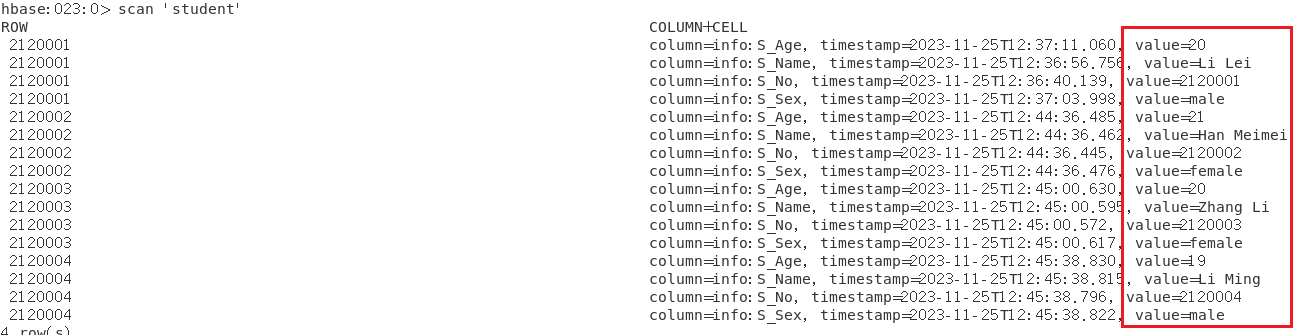 hbase:023:0> scan 'student'
ROW COLUMN+CELL
2120001 column=info:S_Age, timestamp=2023-11-25T12:37:11.060, value=20
2120001 column=info:S_Name, timestamp=2023-11-25T12:36:56.756, value=Li Lei
2120001 column=info:S_No, timestamp=2023-11-25T12:36:40.139, value=2120001
2120001 column=info:S_Sex, timestamp=2023-11-25T12:37:03.998, value=male
2120002 column=info:S_Age, timestamp=2023-11-25T12:44:36.485, value=21
2120002 column=info:S_Name, timestamp=2023-11-25T12:44:36.462, value=Han Meimei
2120002 column=info:S_No, timestamp=2023-11-25T12:44:36.445, value=2120002
2120002 column=info:S_Sex, timestamp=2023-11-25T12:44:36.476, value=female
2120003 column=info:S_Age, timestamp=2023-11-25T12:45:00.630, value=20
2120003 column=info:S_Name, timestamp=2023-11-25T12:45:00.595, value=Zhang Li
2120003 column=info:S_No, timestamp=2023-11-25T12:45:00.572, value=2120003
2120003 column=info:S_Sex, timestamp=2023-11-25T12:45:00.617, value=female
2120004 column=info:S_Age, timestamp=2023-11-25T12:45:38.830, value=19
2120004 column=info:S_Name, timestamp=2023-11-25T12:45:38.815, value=Li Ming
2120004 column=info:S_No, timestamp=2023-11-25T12:45:38.796, value=2120004
2120004 column=info:S_Sex, timestamp=2023-11-25T12:45:38.822, value=male
4 row(s)